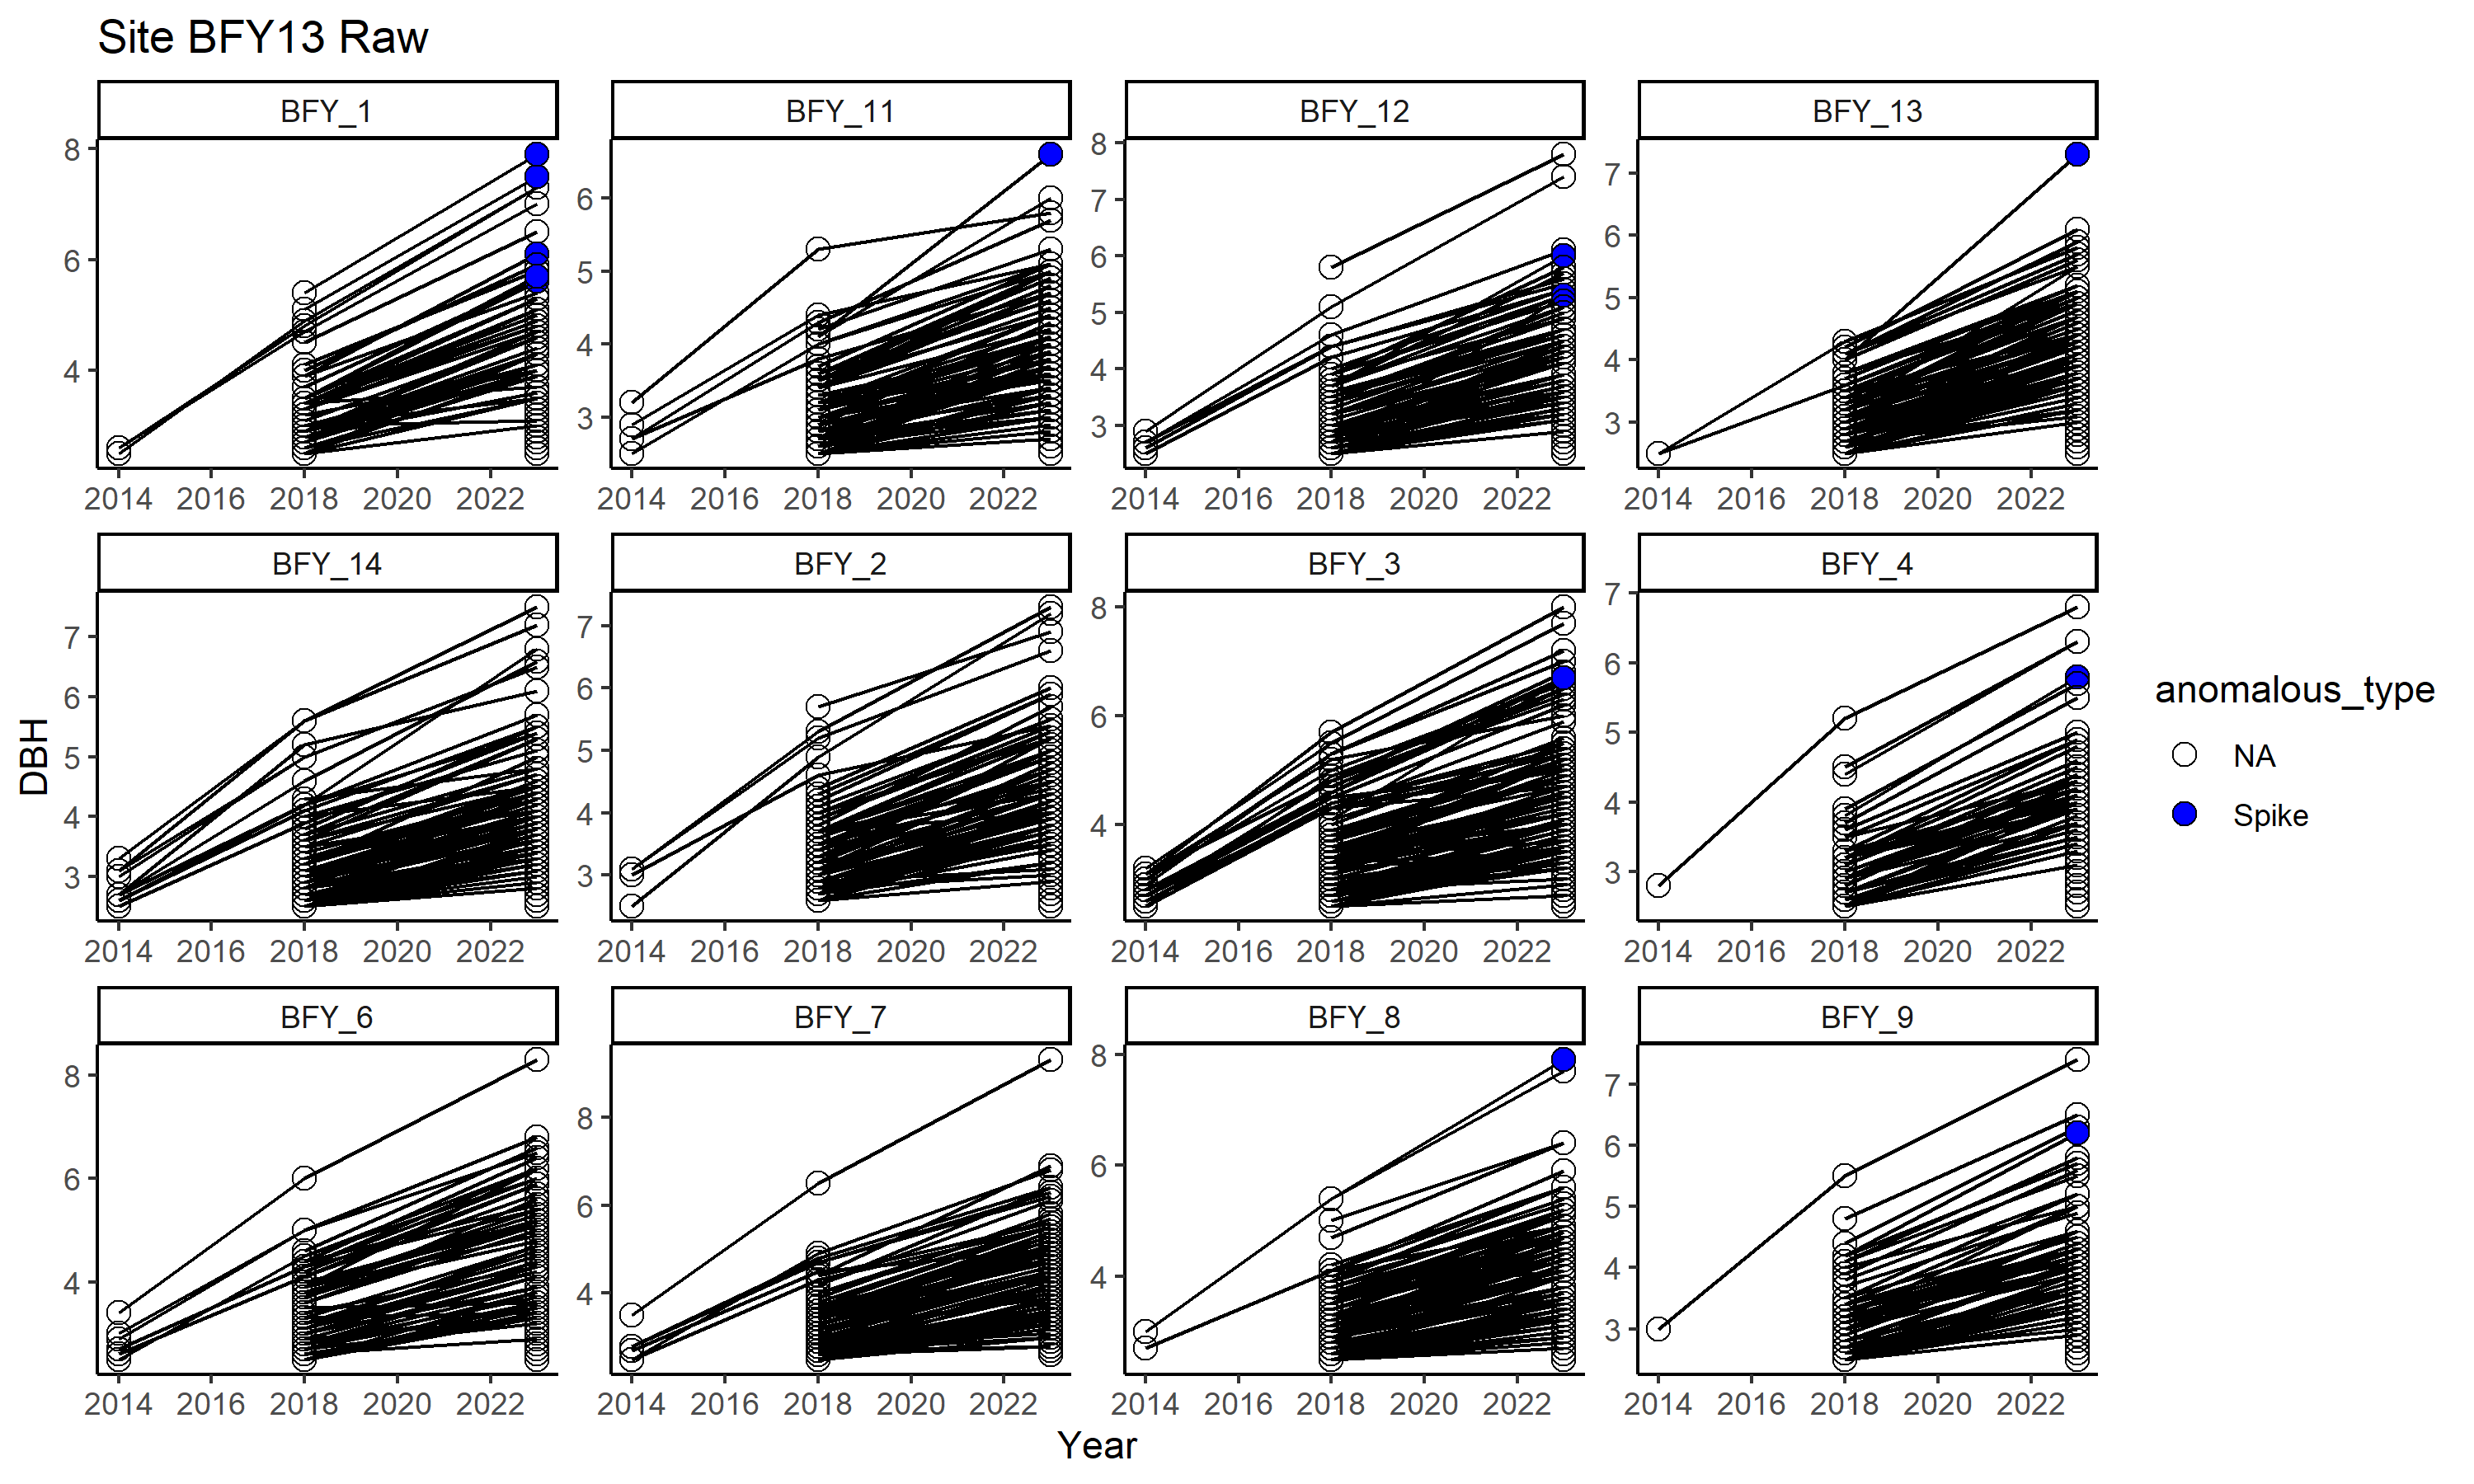 Site BFY13 Raw
BFY_1 BFY_11 BFY_12 BFY_13
8 6 4
6 5 4 3
8 7 6 5 4 3
7 6 5 4 3
2014 2016 2018 2020 2022 2014 2016 2018 2020 2022 2014 2016 2018 2020 2022 2014 2016 2018 2020 2022
BFY_14 BFY_2 BFY_3 BFY_4
7 6 5 4 3
7 6 5 4 3
8 6 4
7 6 5 4 3
2014 2016 2018 2020 2022 2014 2016 2018 2020 2022 2014 2016 2018 2020 2022 2014 2016 2018 2020 2022
BFY_6 BFY_7 BFY_8 BFY_9
8 6 4
8 6 4
8 6 4
7 6 5 4 3
2014 2016 2018 2020 2022 2014 2016 2018 2020 2022 2014 2016 2018 2020 2022 2014 2016 2018 2020 2022
DBH
Year
anomalous_type
NA
Spike